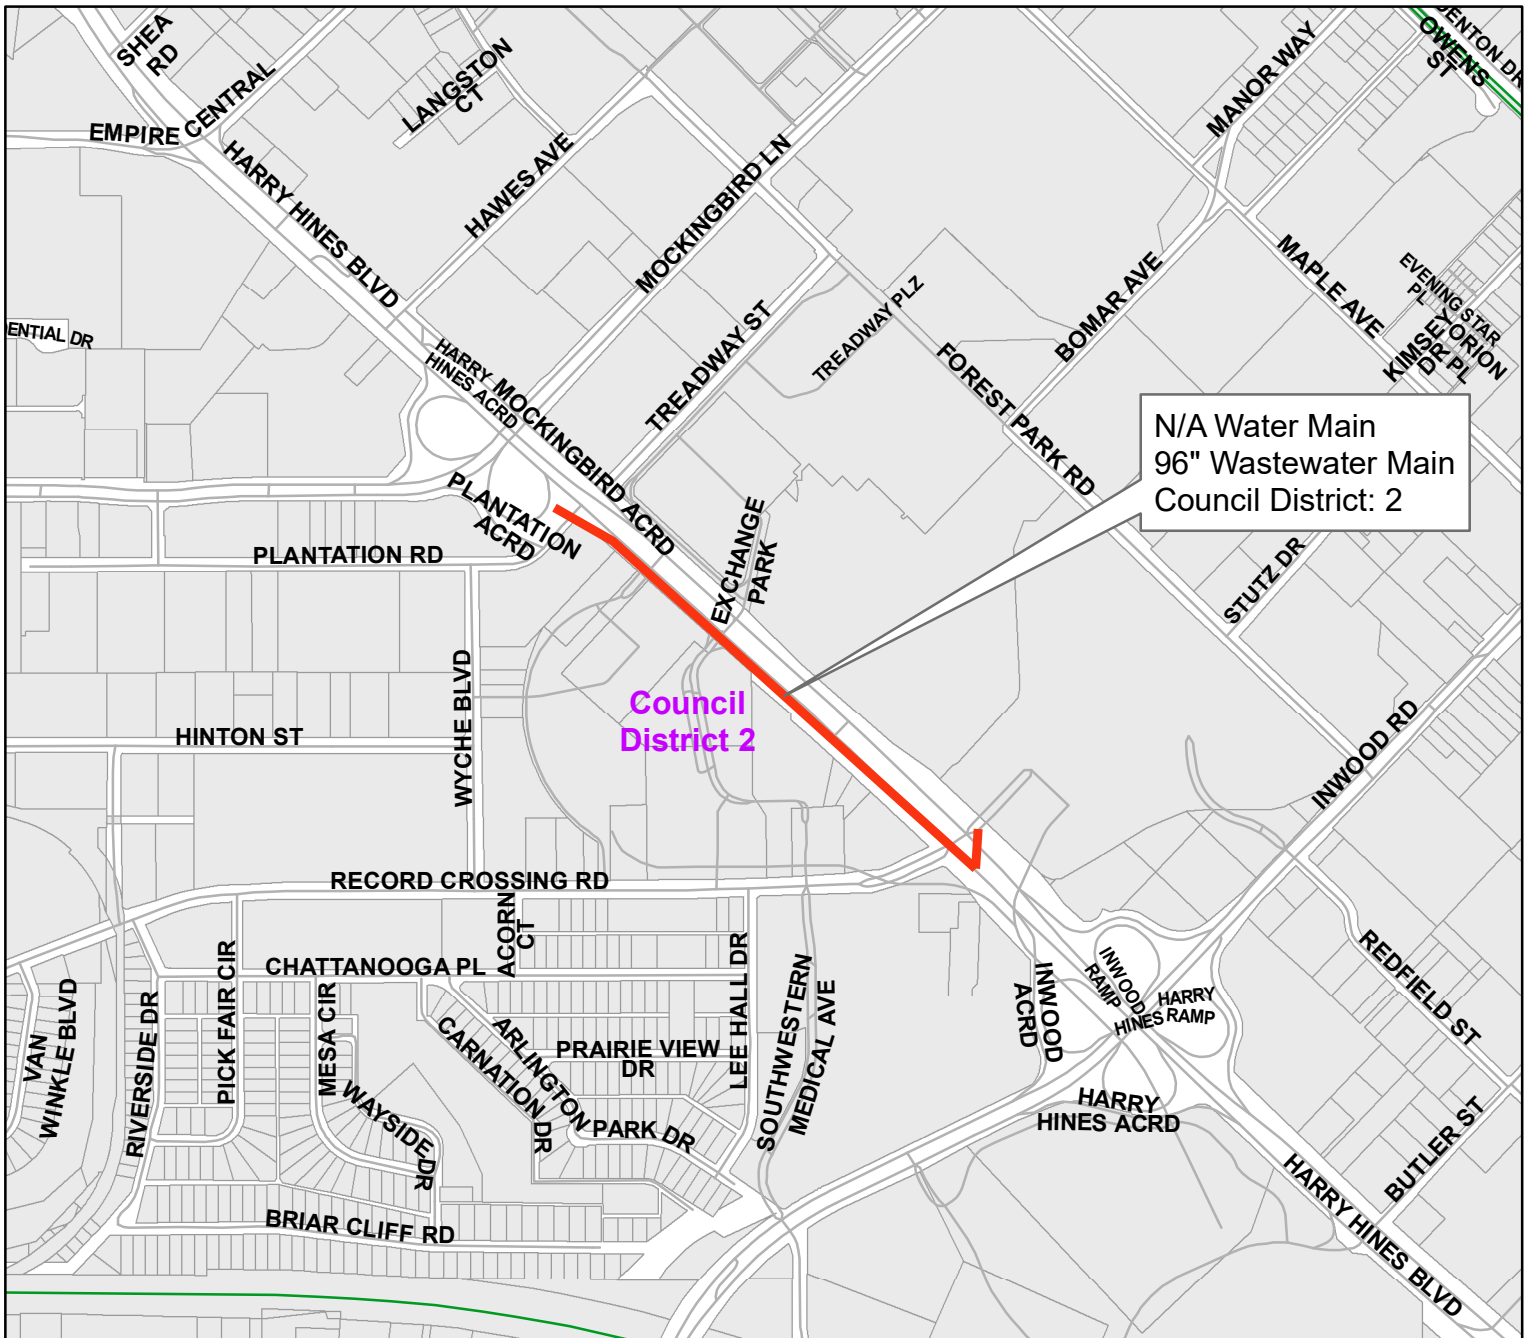 SHEA
RD
EMPIRE CENTRAL
LANGSTON
CT
HARRY HINES BLVD
HAWES AVE
MOCKINGBIRD LN
MANOR WAY
DENTON DR
OWENS
ST
MAPLE AVE
EVENING STAR
PL
ORION
PL
KIMSEY
DR
BOMAR AVE
TREADWAY PLZ
TREADWAY ST
FOREST PARK RD
ENTIAL DR
HARRY
HINES ACRD
MOCKINGBIRD ACRD
PLANTATION
ACRD
PLANTATION RD
EXCHANGE
PARK
N/A Water Main
96" Wastewater Main
Council District: 2
STUTZ DR
INWOOD RD
WYCHE BLVD
HINTON ST
Council
District 2
RECORD CROSSING RD
ACORN
CT
CHATTANOOGA PL
VAN
WINKLE BLVD
RIVERSIDE DR
PICK FAIR CIR
MESA CIR
WAYSIDE DR
CARNATION DR
ARLINGTON PARK DR
PRAIRIE VIEW
DR
LEE HALL DR
SOUTHWESTERN
MEDICAL AVE
INWOOD
ACRD
INWOOD
RAMP
HARRY
HINES RAMP
HARRY
HINES ACRD
REDFIELD ST
BUTLER ST
HARRY HINES BLVD
BRIAR CLIFF RD